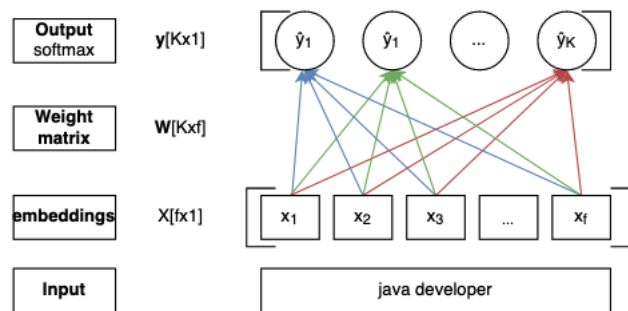 Output
softmax
y[Kx1]
ŷ1 ŷ1 ... ŷK
Weight
matrix
W[Kxf]
embeddings
X[fx1]
x1 x2 x3 ... xf
Input
java developer